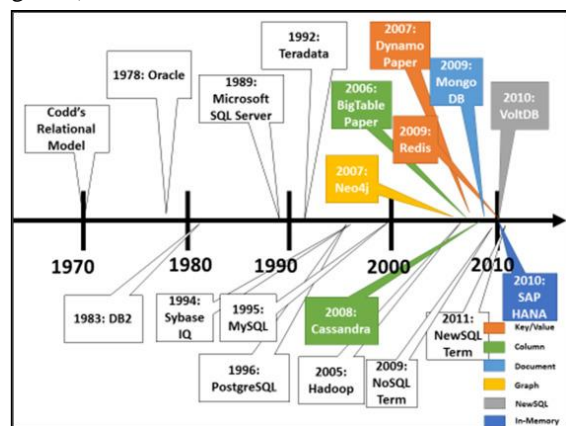 1992:
Teradata
2007:
Dynamo
Paper
1978: Oracle
1989:
Microsoft
SQL Server
2006:
BigTable
Paper
2009:
Mongo
DB
2010:
VoltDB
Codd's
Relational
Model
2009:
Redis
2007:
Neo4j
1970
1980
1990
2000
2010
1983: DB2
1994:
Sybase
IQ
1995:
MySQL
2008:
Cassandra
2010:
SAP
HANA
1996:
PostgreSQL
2005:
Hadoop
2009:
NoSQL
Term
2011:
NewSQL
Term
Key/Value
Column
Document
Graph
NewSQL
In-Memory